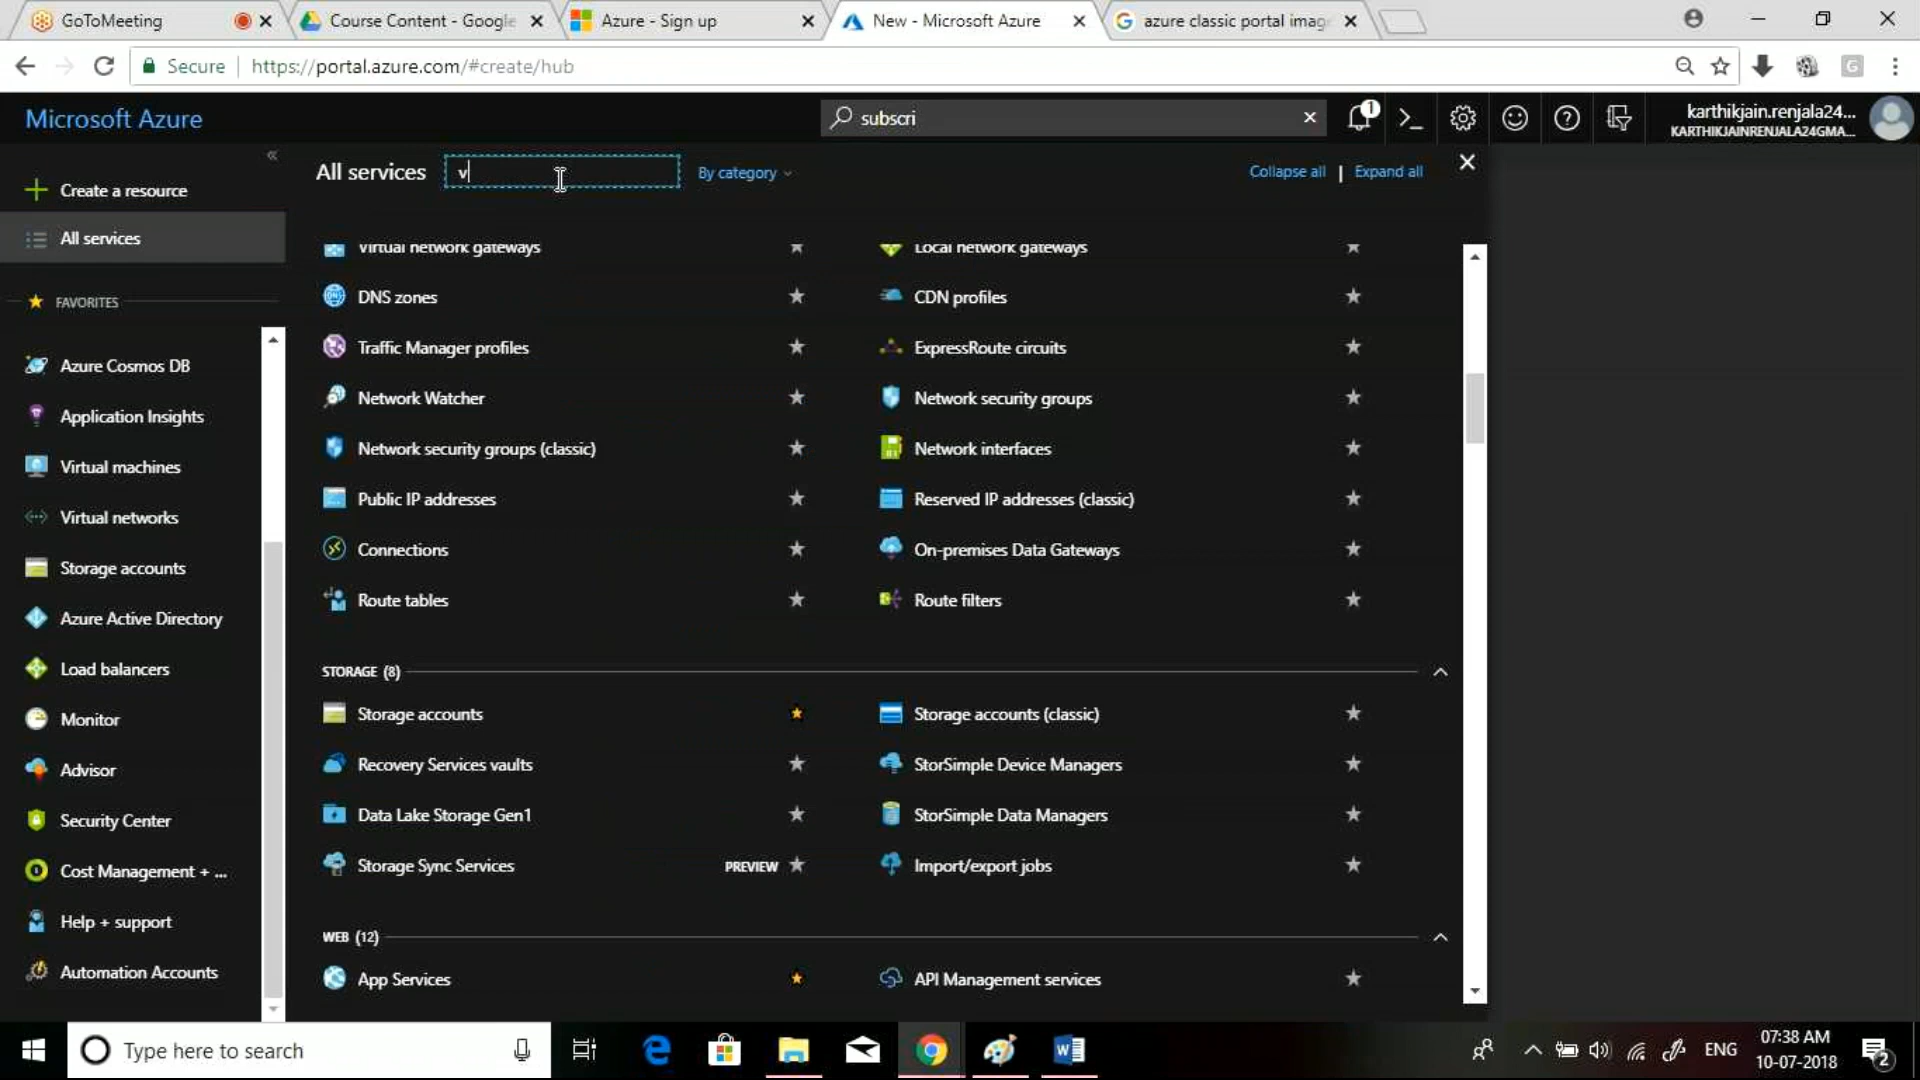 GoToMeeting
Course Content - Google
Azure - Sign up
New - Microsoft Azure
azure classic portal imag
Secure
https://portal.azure.com/#create/hub
Microsoft Azure
subscri
1
karthikjain.renjala24...
KARTHIKJAINRENJALA24GMA...
Create a resource
All services
FAVORITES
Azure Cosmos DB
Application Insights
Virtual machines
Virtual networks
Storage accounts
Azure Active Directory
Load balancers
Monitor
Advisor
Security Center
Cost Management + ...
Help + support
Automation Accounts
All services
v
By category
Collapse all | Expand all
Virtual network gateways
Local network gateways
DNS zones
CDN profiles
Traffic Manager profiles
ExpressRoute circuits
Network Watcher
Network security groups
Network security groups (classic)
Network interfaces
Public IP addresses
Reserved IP addresses (classic)
Connections
On-premises Data Gateways
Route tables
Route filters
STORAGE (8)
Storage accounts
Storage accounts (classic)
Recovery Services vaults
StorSimple Device Managers
Data Lake Storage Gen1
StorSimple Data Managers
Storage Sync Services
PREVIEW
Import/export jobs
WEB (12)
App Services
API Management services
Type here to search
ENG
07:38 AM
10-07-2018
2